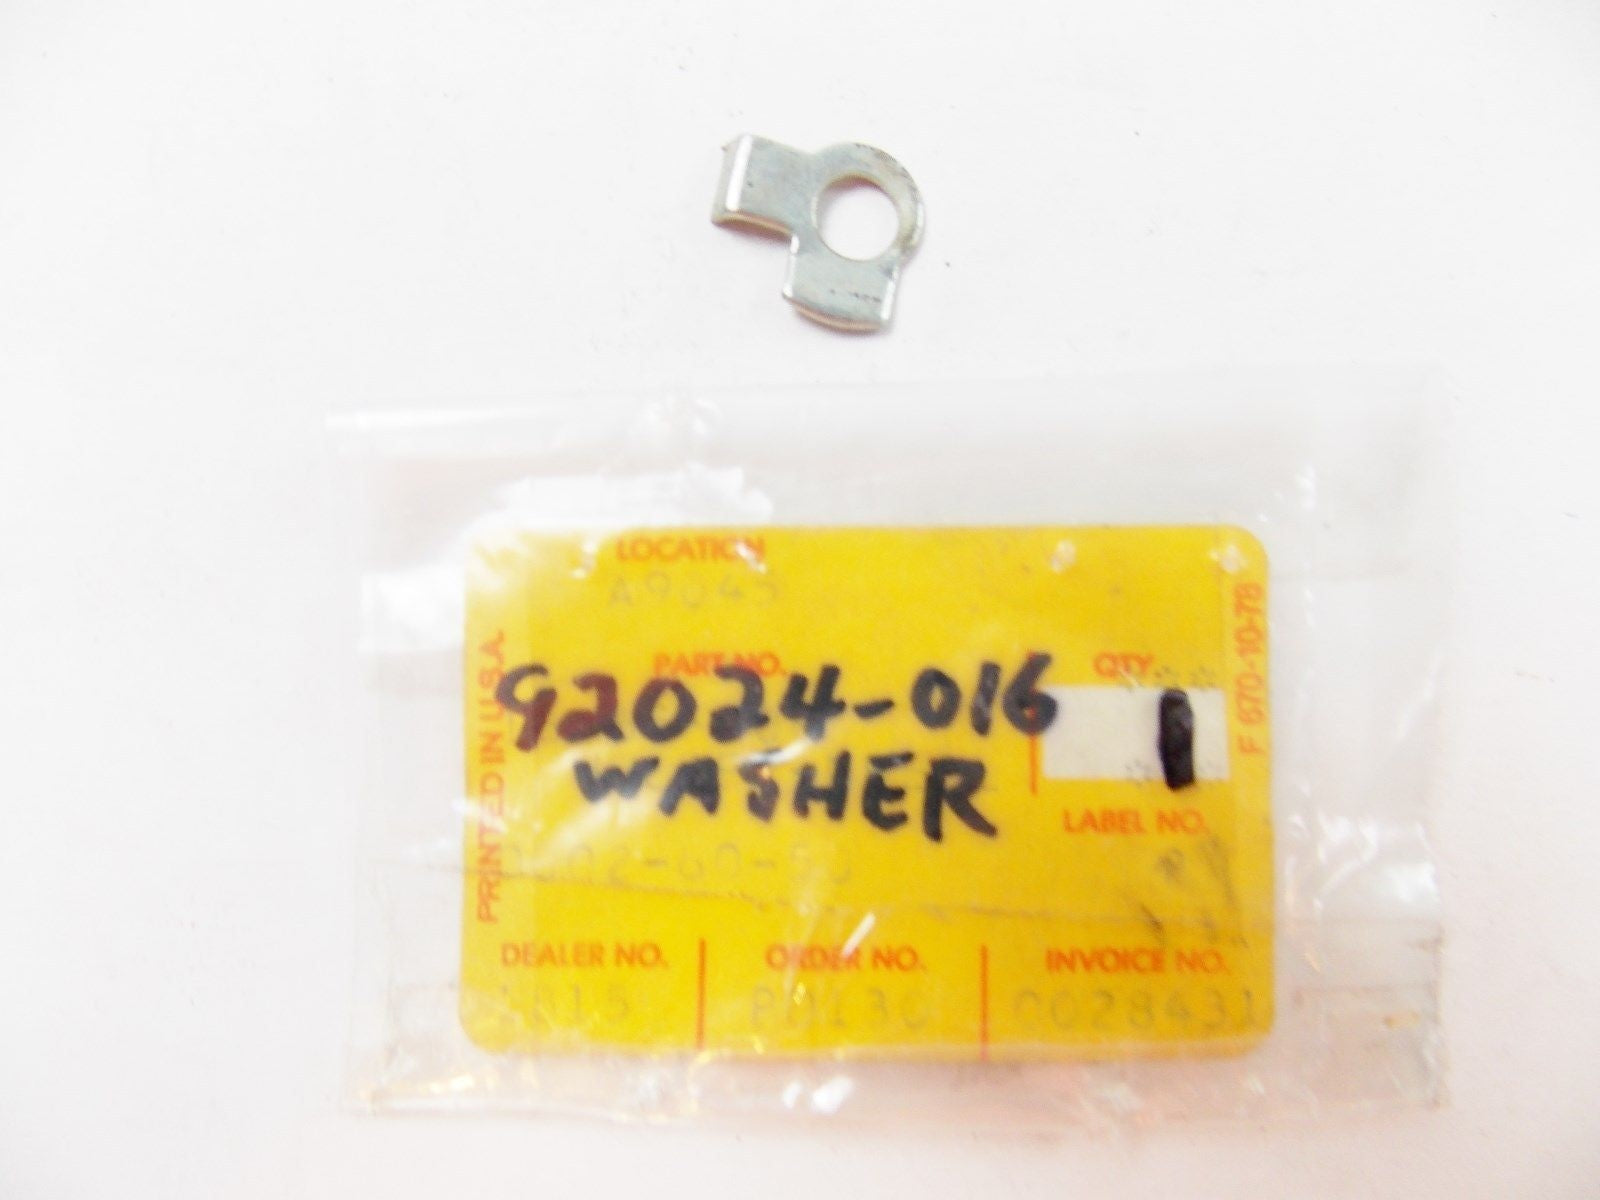 LOCATION
A9045
PART NO.
QTY.
92024-016
1
WASHER
LABEL NO.
DEALER NO.
ORDER NO.
INVOICE NO.
0028431
PRINTED IN U.S.A.
F 670-10-78